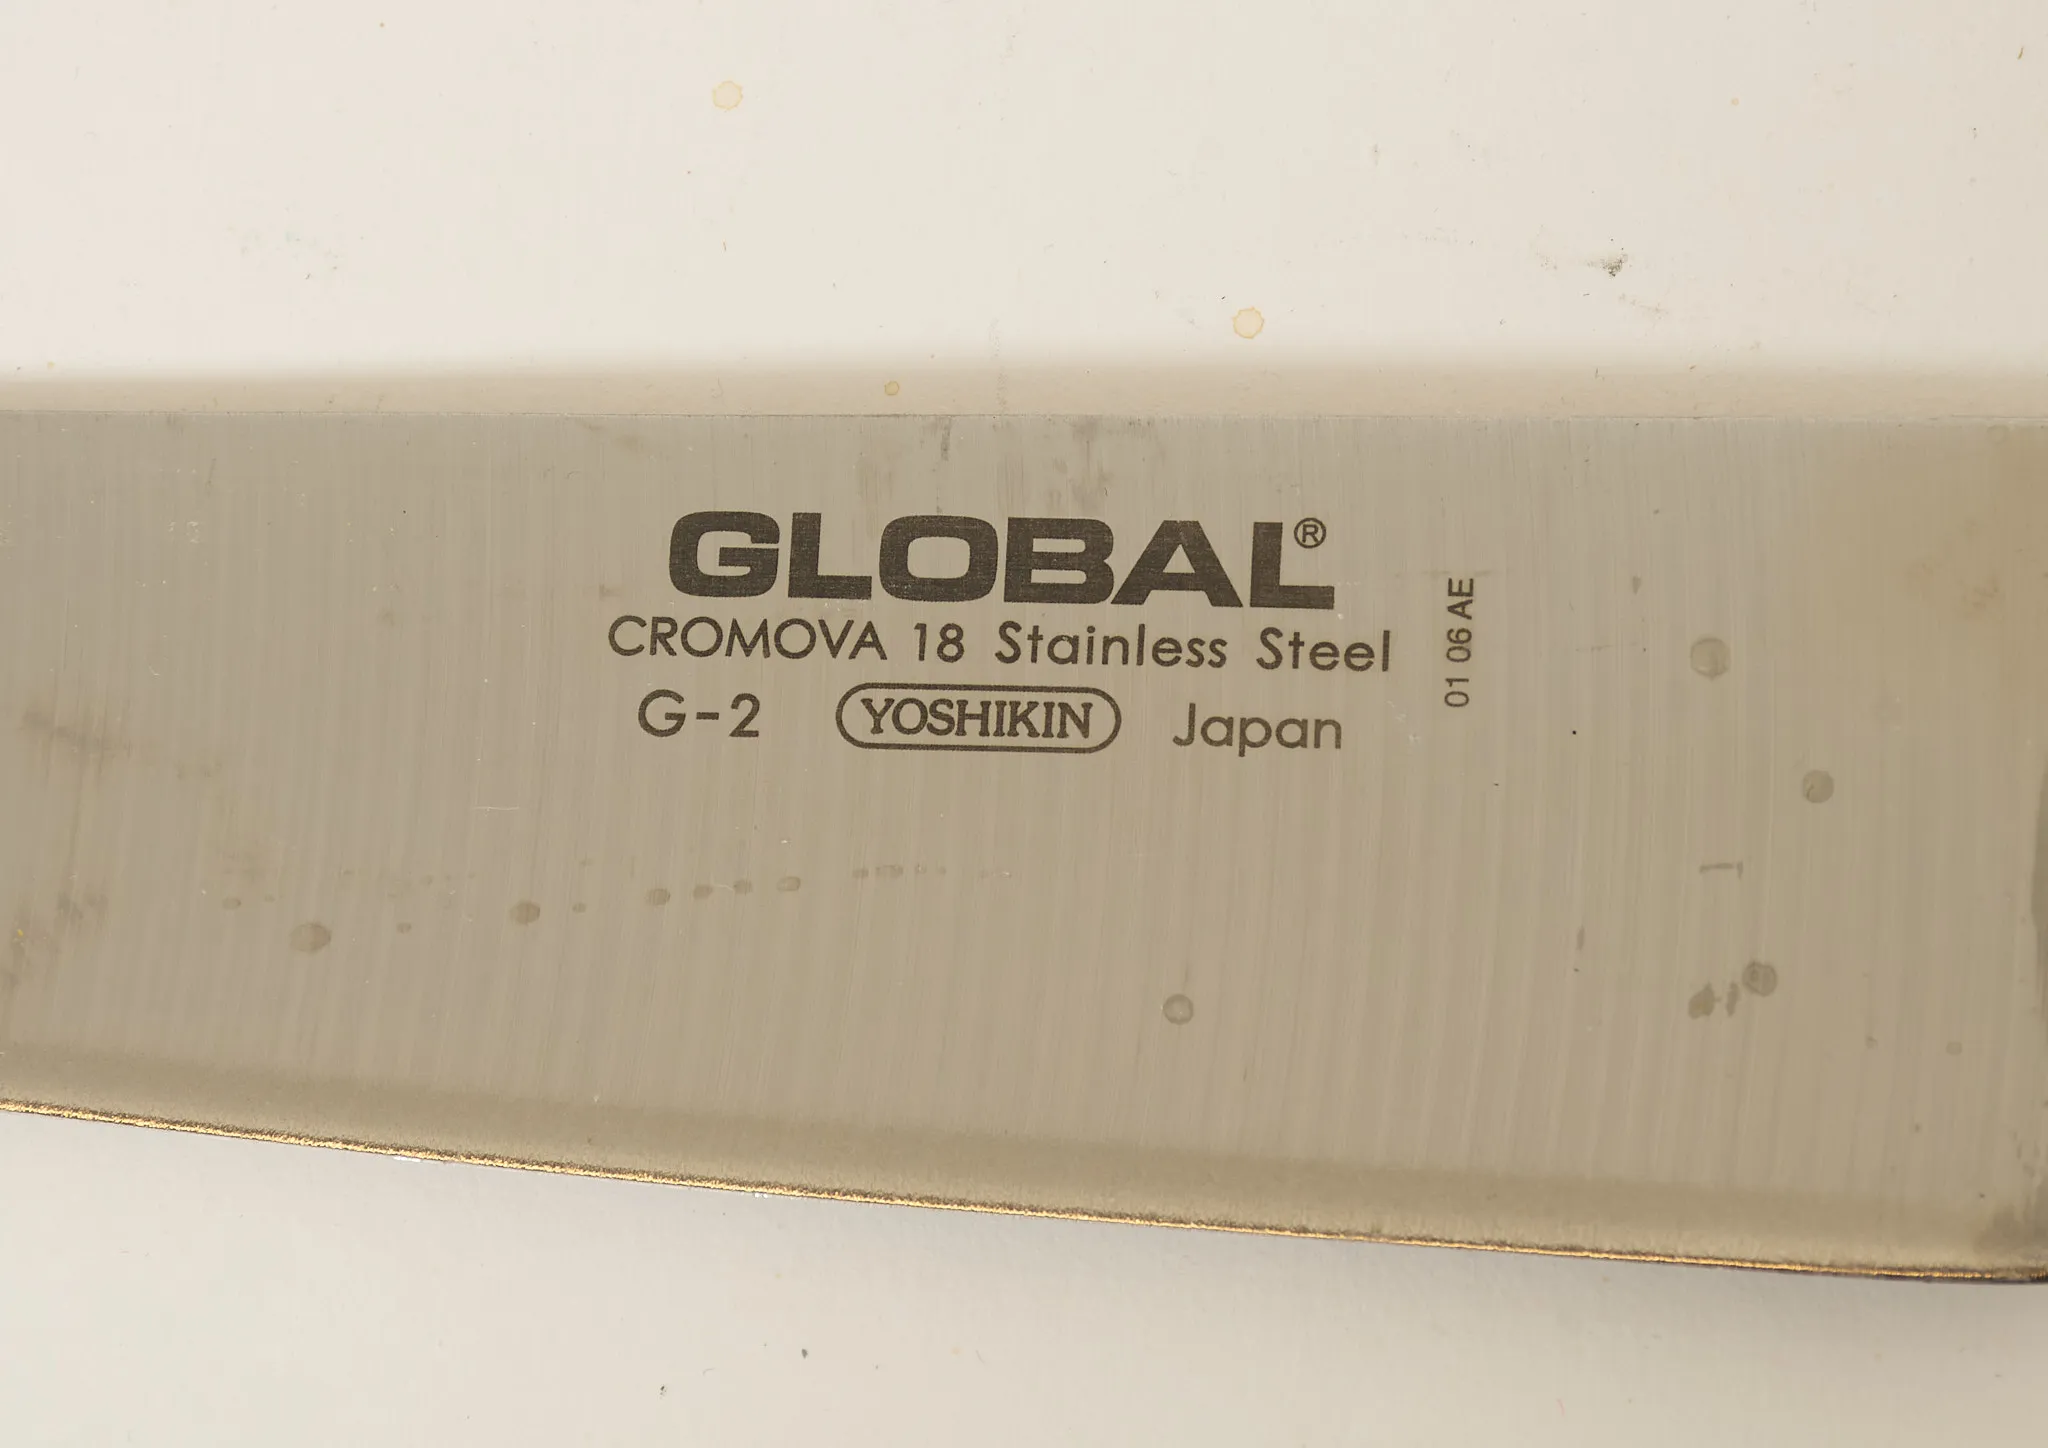 GLOBAL®
CROMOVA 18 Stainless Steel
G-2 YOSHIKIN Japan
01 06 AE